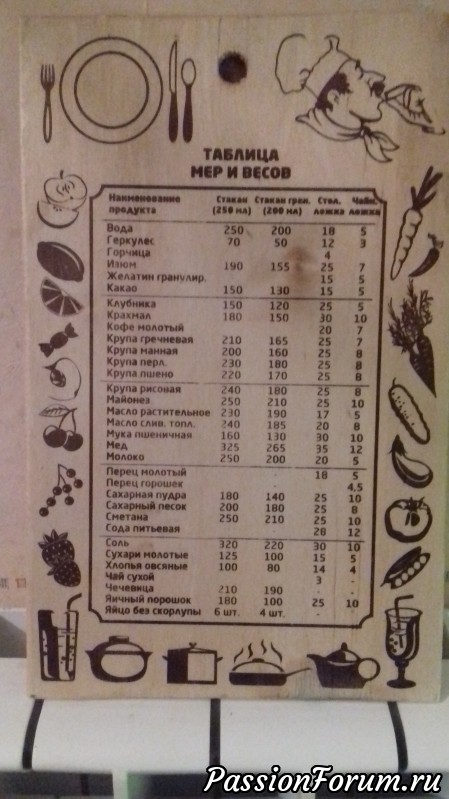 ТАБЛИЦА
МЕР И ВЕСОВ
Наименование Стакан Стакан гран. Стол. Чайн.
продукта (250 мл) (200 мл) ложка ложка
Вода 250 200 18 5
Геркулес 70 50 12 3
Горчица 4
Изюм 190 155 25 7
Желатин гранулир. 15 5
Какао 150 130 15 5
Клубника 150 120 25 5
Крахмал 180 150 30 10
Кофе молотый 20 7
Крупа гречневая 210 165 25 7
Крупа манная 200 160 25 8
Крупа перл. 230 180 25 8
Крупа пшено 220 170 25 8
Крупа рисовая 240 180 25 8
Майонез 250 210 25 10
Масло растительное 230 190 17 5
Масло слив. топл. 240 185 20 8
Мука пшеничная 160 130 30 10
Мед 325 265 35 12
Молоко 250 200 20 5
Перец молотый 18 5
Перец горошек - 4,5
Сахарная пудра 180 140 25 10
Сахарный песок 200 180 25 8
Сметана 250 210 25 10
Сода питьевая 28 12
Соль 320 220 30 10
Сухари молотые 125 100 15 5
Хлопья овсяные 100 80 14 4
Чай сухой 3 -
Чечевица 210 190 - -
Яичный порошок 180 100 25 10
Яйцо без скорлупы 6 шт. 4 шт. - -
PassionForum.ru